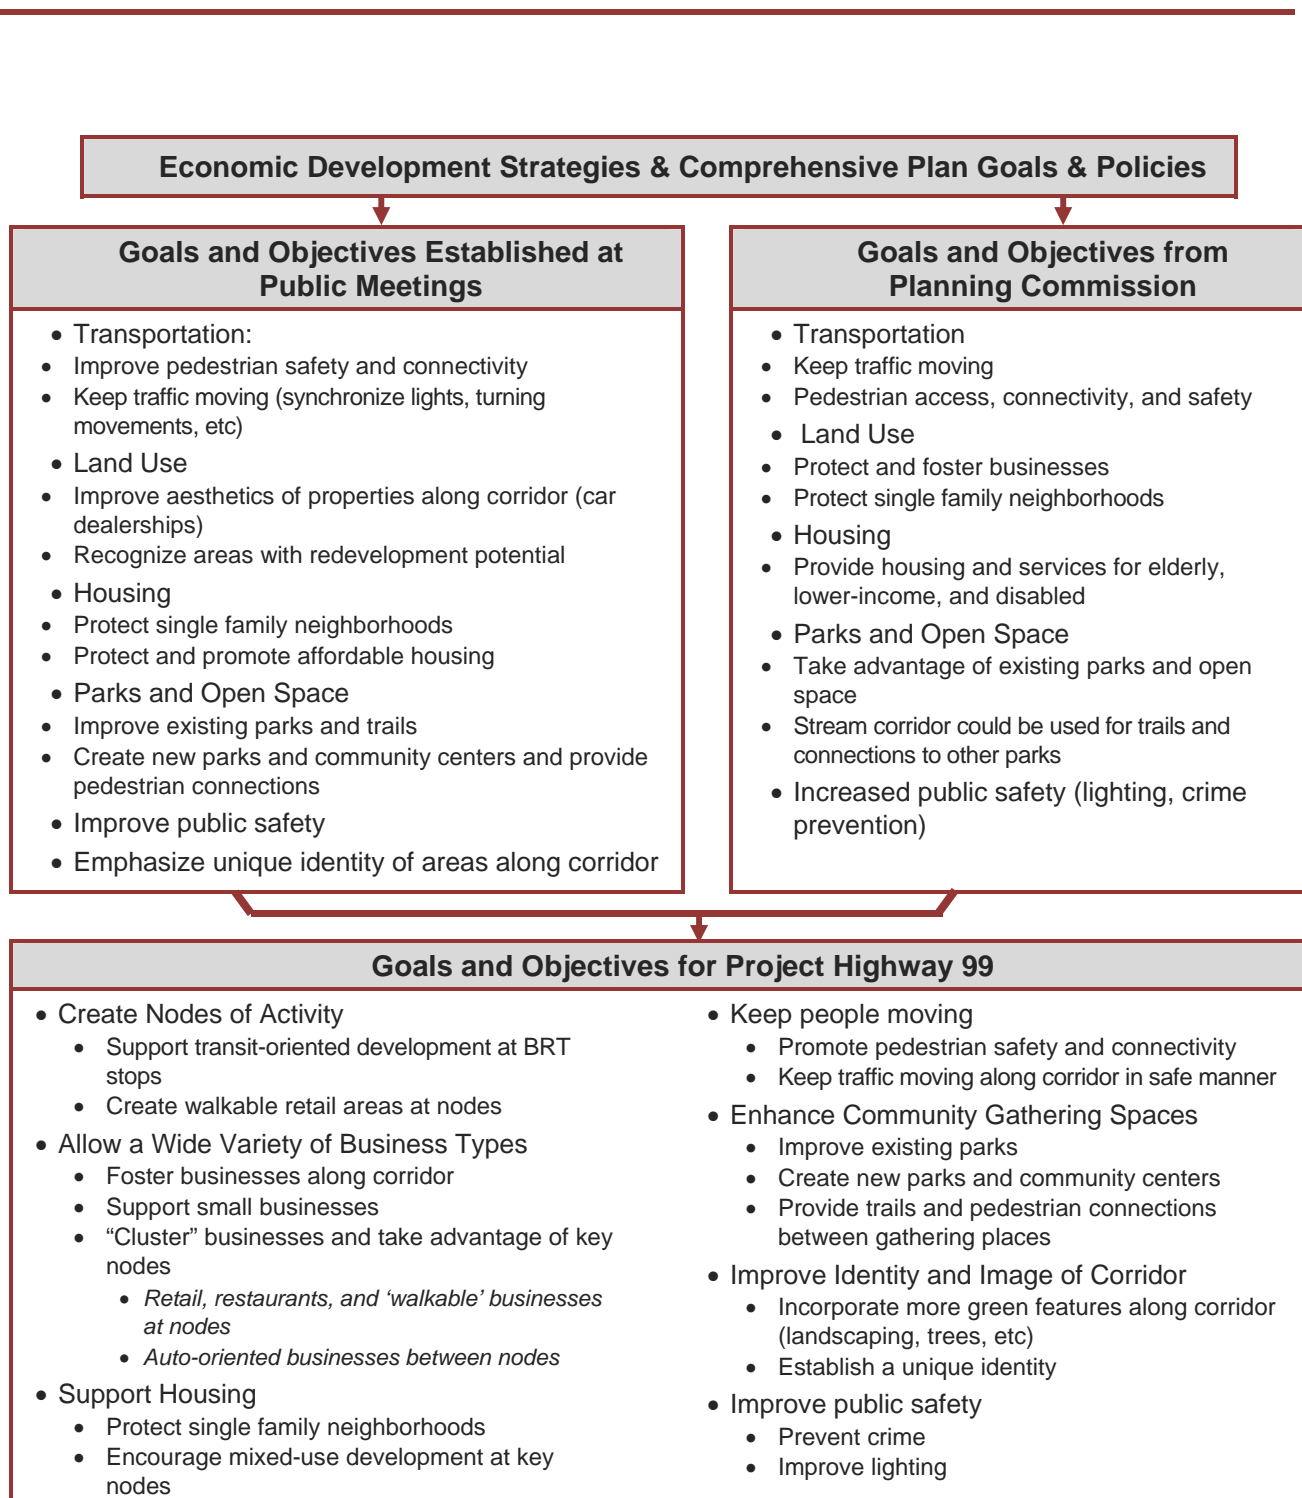 Economic Development Strategies & Comprehensive Plan Goals & Policies
Goals and Objectives Established at
Public Meetings
• Transportation:
• Improve pedestrian safety and connectivity
• Keep traffic moving (synchronize lights, turning
movements, etc)
• Land Use
• Improve aesthetics of properties along corridor (car
dealerships)
• Recognize areas with redevelopment potential
• Housing
• Protect single family neighborhoods
• Protect and promote affordable housing
• Parks and Open Space
• Improve existing parks and trails
• Create new parks and community centers and provide
pedestrian connections
• Improve public safety
• Emphasize unique identity of areas along corridor
Goals and Objectives from
Planning Commission
• Transportation
• Keep traffic moving
• Pedestrian access, connectivity, and safety
• Land Use
• Protect and foster businesses
• Protect single family neighborhoods
• Housing
• Provide housing and services for elderly,
lower-income, and disabled
• Parks and Open Space
• Take advantage of existing parks and open
space
• Stream corridor could be used for trails and
connections to other parks
• Increased public safety (lighting, crime
prevention)
Goals and Objectives for Project Highway 99
• Create Nodes of Activity
• Support transit-oriented development at BRT
stops
• Create walkable retail areas at nodes
• Allow a Wide Variety of Business Types
• Foster businesses along corridor
• Support small businesses
• “Cluster” businesses and take advantage of key
nodes
• Retail, restaurants, and ‘walkable’ businesses
at nodes
• Auto-oriented businesses between nodes
• Support Housing
• Protect single family neighborhoods
• Encourage mixed-use development at key
nodes
• Keep people moving
• Promote pedestrian safety and connectivity
• Keep traffic moving along corridor in safe manner
• Enhance Community Gathering Spaces
• Improve existing parks
• Create new parks and community centers
• Provide trails and pedestrian connections
between gathering places
• Improve Identity and Image of Corridor
• Incorporate more green features along corridor
(landscaping, trees, etc)
• Establish a unique identity
• Improve public safety
• Prevent crime
• Improve lighting